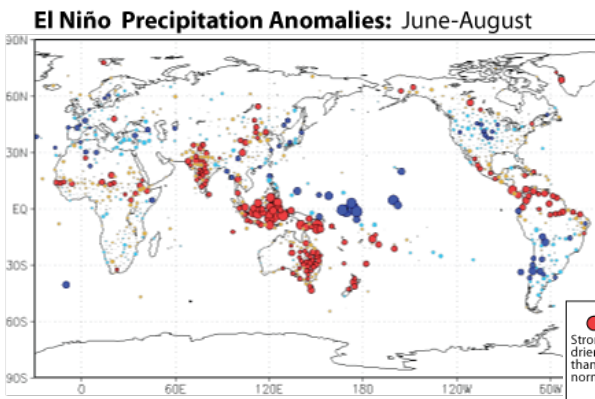 El Niño Precipitation Anomalies: June-August
90N
60N
30N
EQ
30S
60S
90S
0 60E 120E 180 120W 60W
Stron
drier
than
norm